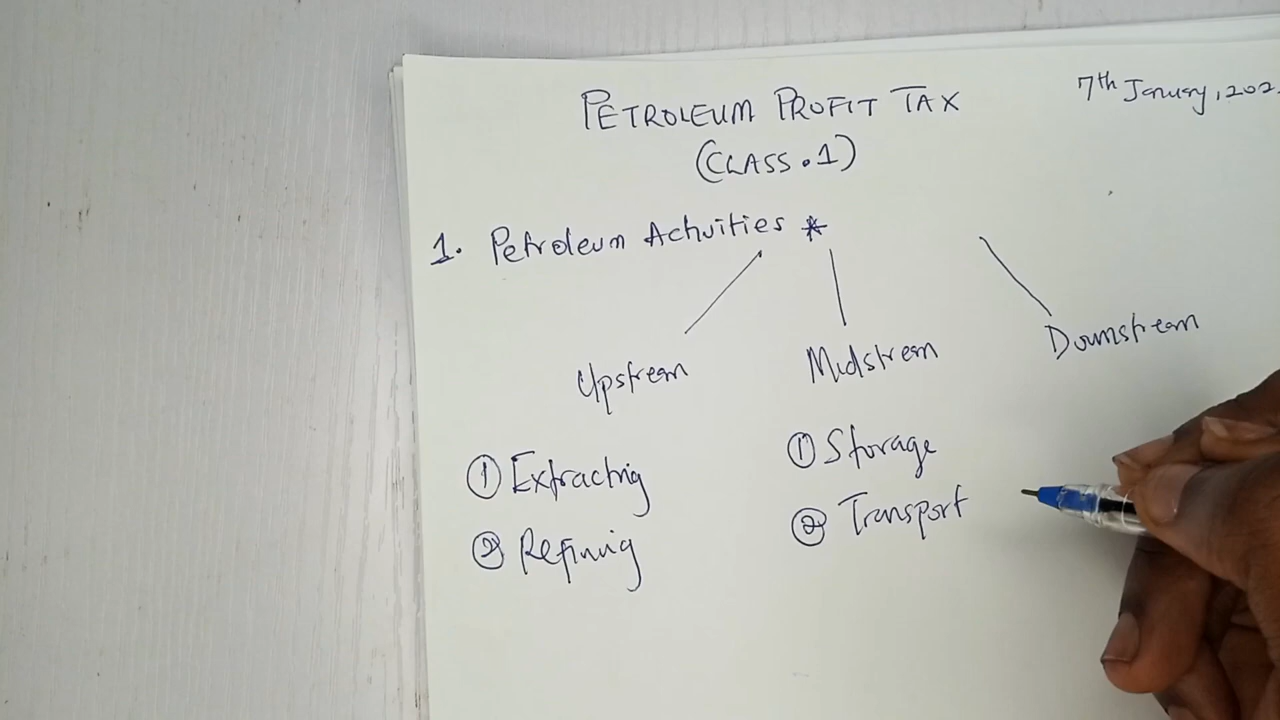 PETROLEUM PROFIT TAX
7th January, 202
(CLASS.1)
1. Petroleum Activities *
Upstream Midstream Downstream
① Extracting ① Storage
② Refining ② Transport